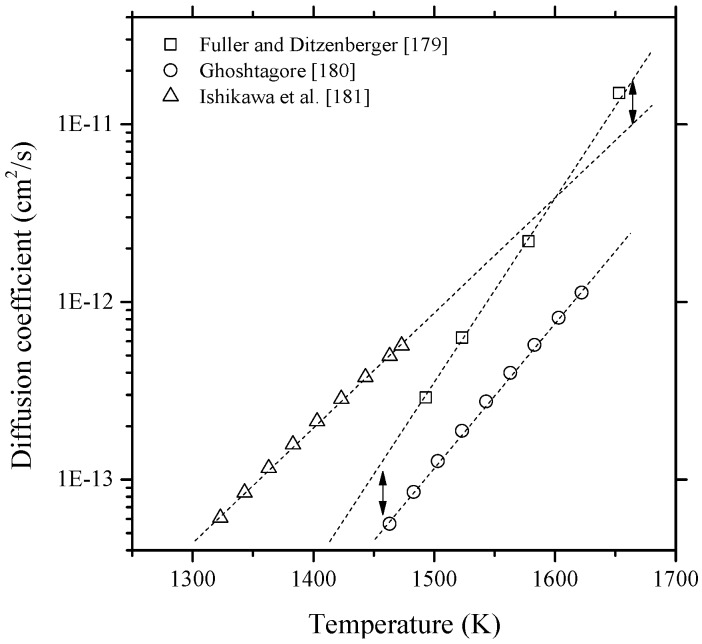 Fuller and Ditzenberger [179]
Ghoshtagore [180]
Ishikawa et al. [181]
1E-11
1E-12
1E-13
Diffusion coefficient (cm²/s)
1300 1400 1500 1600 1700
Temperature (K)